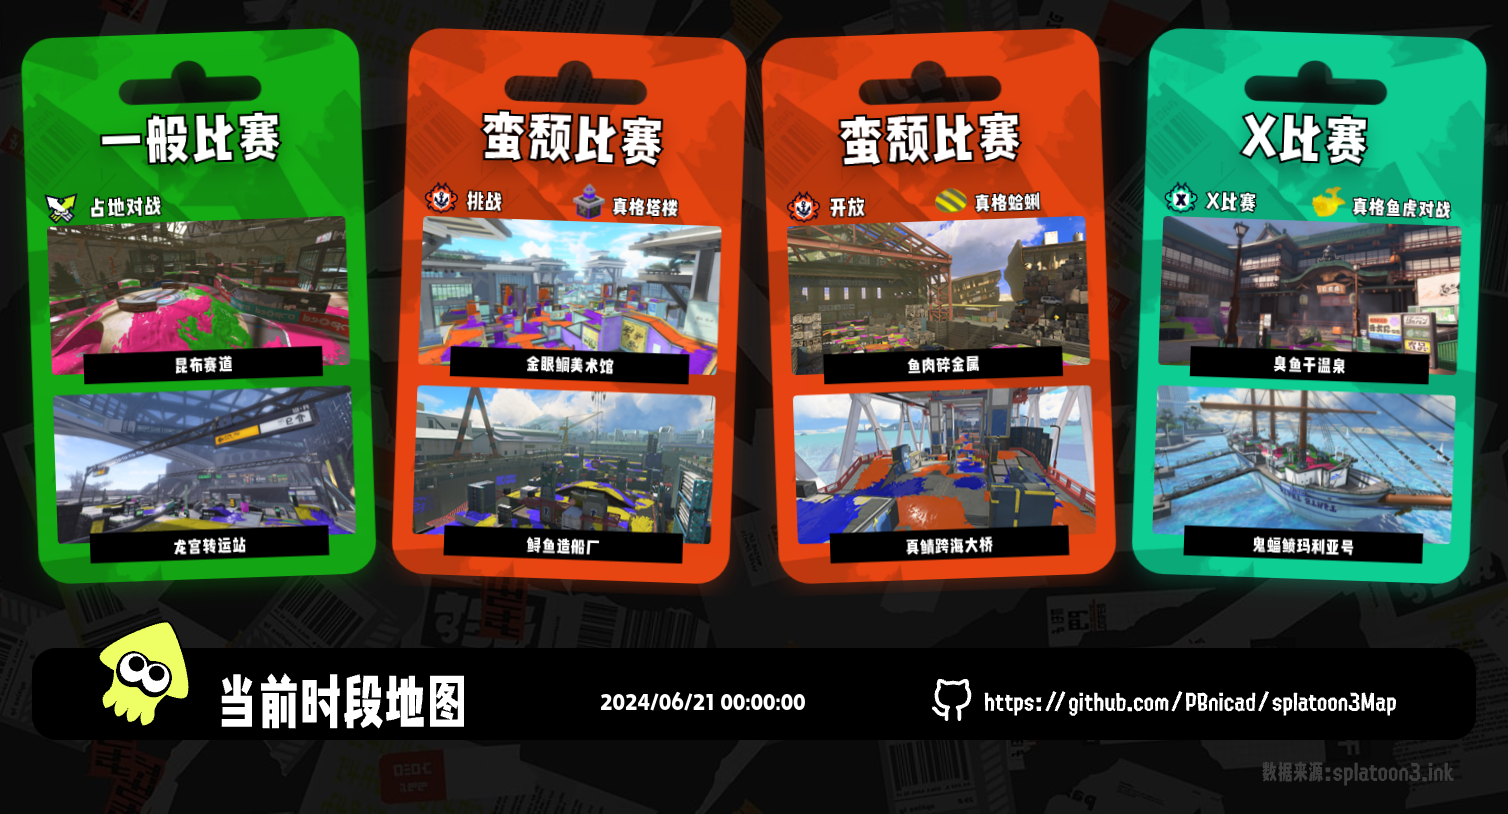 一般比赛
占地对战
昆布赛道
龙宫转运站
蛮颓比赛
挑战
真格塔楼
金眼鲷美术馆
鲟鱼造船厂
蛮颓比赛
开放
真格蛤蜊
鱼肉碎金属
真鲭跨海大桥
X比赛
X比赛
真格鱼虎对战
臭鱼干温泉
鬼蝠鲼玛利亚号
当前时段地图
2024/06/21 00:00:00
https://github.com/PBnicad/splatoon3Map
数据来源:splatoon3.ink